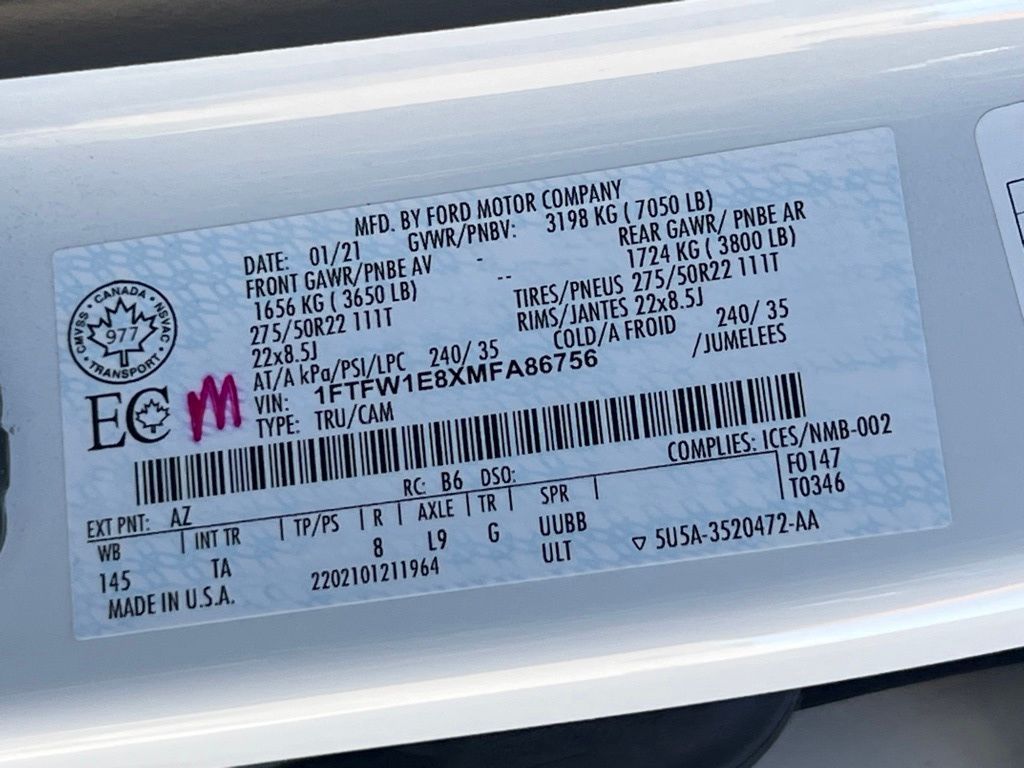 MFD. BY FORD MOTOR COMPANY
DATE: 01/21 GVWR/PNBV: 3198 KG ( 7050 LB)
FRONT GAWR/PNBE AV - REAR GAWR/ PNBE AR
1656 KG ( 3650 LB) -- 1724 KG ( 3800 LB)
275/50R22 111T TIRES/PNEUS 275/50R22 111T
22x8.5J RIMS/JANTES 22x8.5J
AT/A kPa/PSI/LPC 240/ 35 COLD/A FROID 240/ 35
VIN: 1FTFW1E8XMFA86756 /JUMELEES
TYPE: TRU/CAM
CANADA
CMVSS NSVAC
977
TRANSPORT
EC M
COMPLIES: ICES/NMB-002
RC: B6 DSO:
EXT PNT: AZ F0147
WB INT TR TP/PS R AXLE TR SPR T0346
8 L9 G UUBB
145 TA ULT 5U5A-3520472-AA
MADE IN U.S.A. 2202101211964